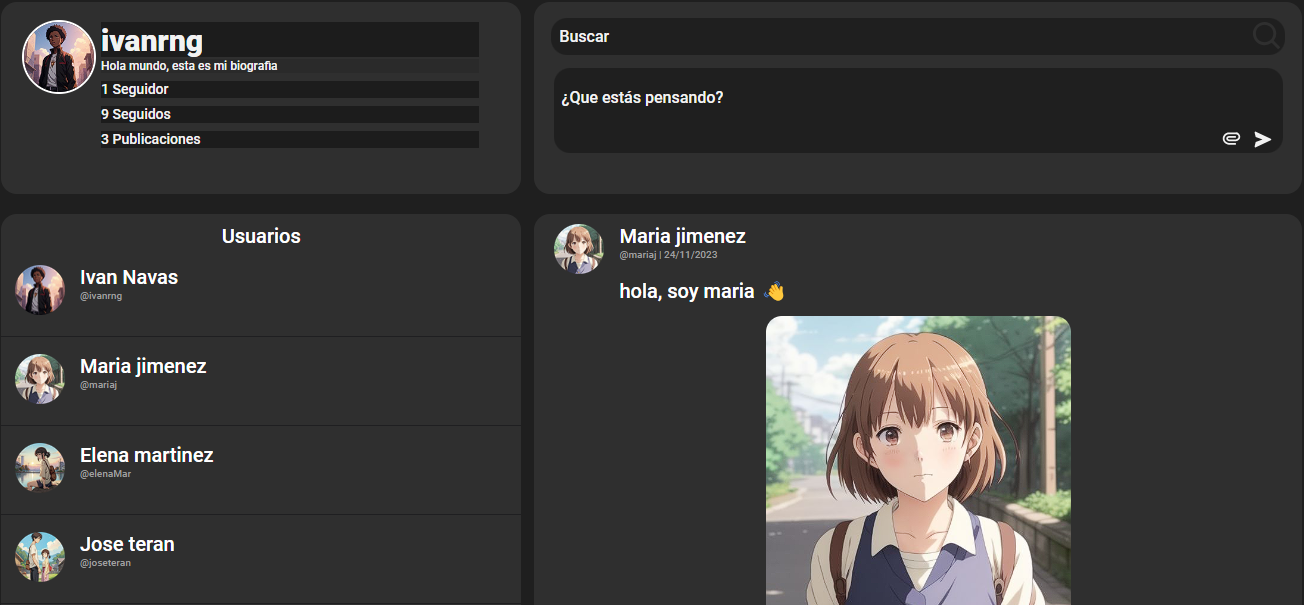 ivanrng
Hola mundo, esta es mi biografia
1 Seguidor
9 Seguidos
3 Publicaciones
Buscar
¿Que estás pensando?
Usuarios
Ivan Navas
@ivanrng
Maria jimenez
@mariaj
Elena martinez
@elenaMar
Jose teran
@joseteran
Maria jimenez
@mariaj | 24/11/2023
hola, soy maria 👋